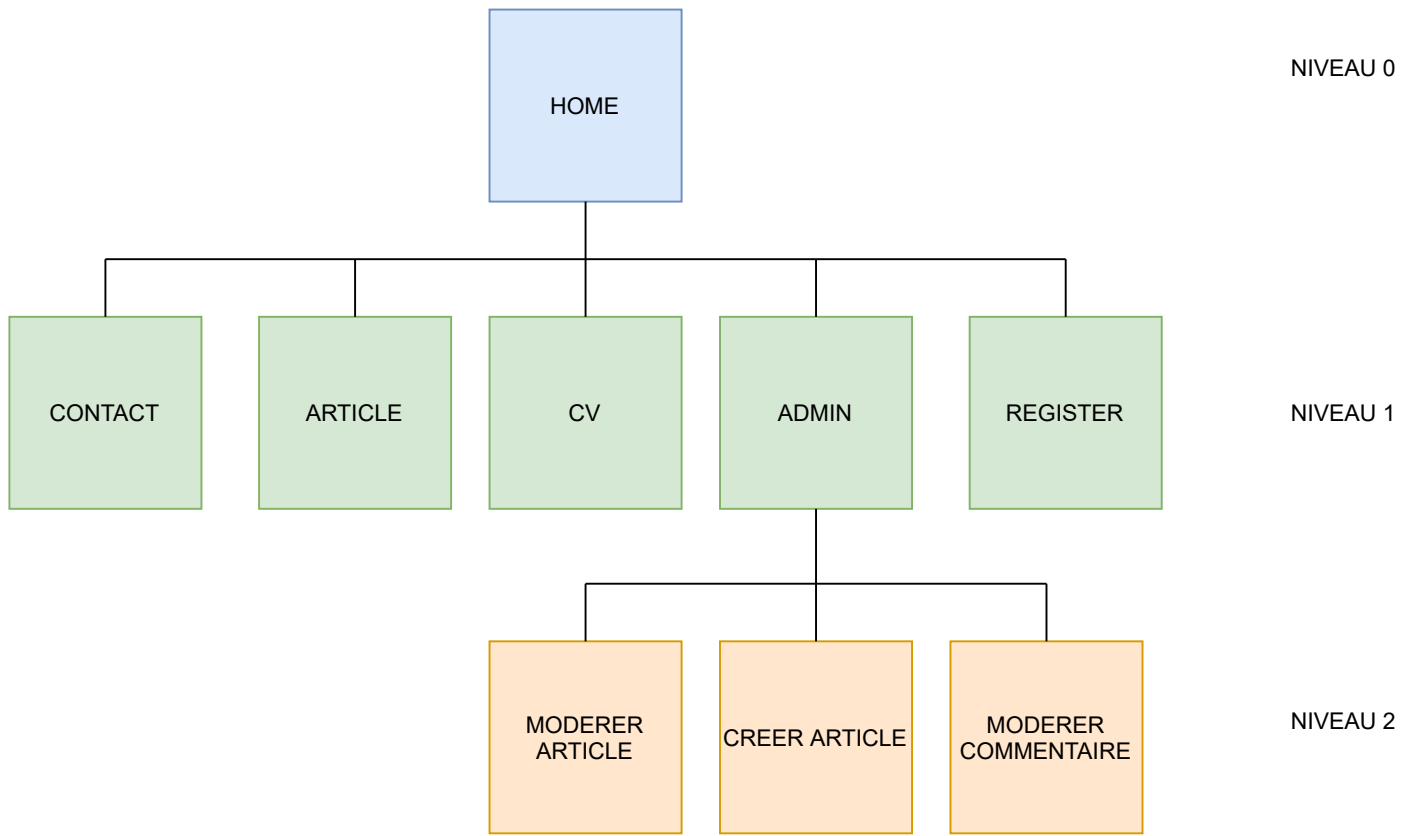 HOME
NIVEAU 0
CONTACT
ARTICLE
CV
ADMIN
REGISTER
NIVEAU 1
MODERER
ARTICLE
CREER ARTICLE
MODERER
COMMENTAIRE
NIVEAU 2